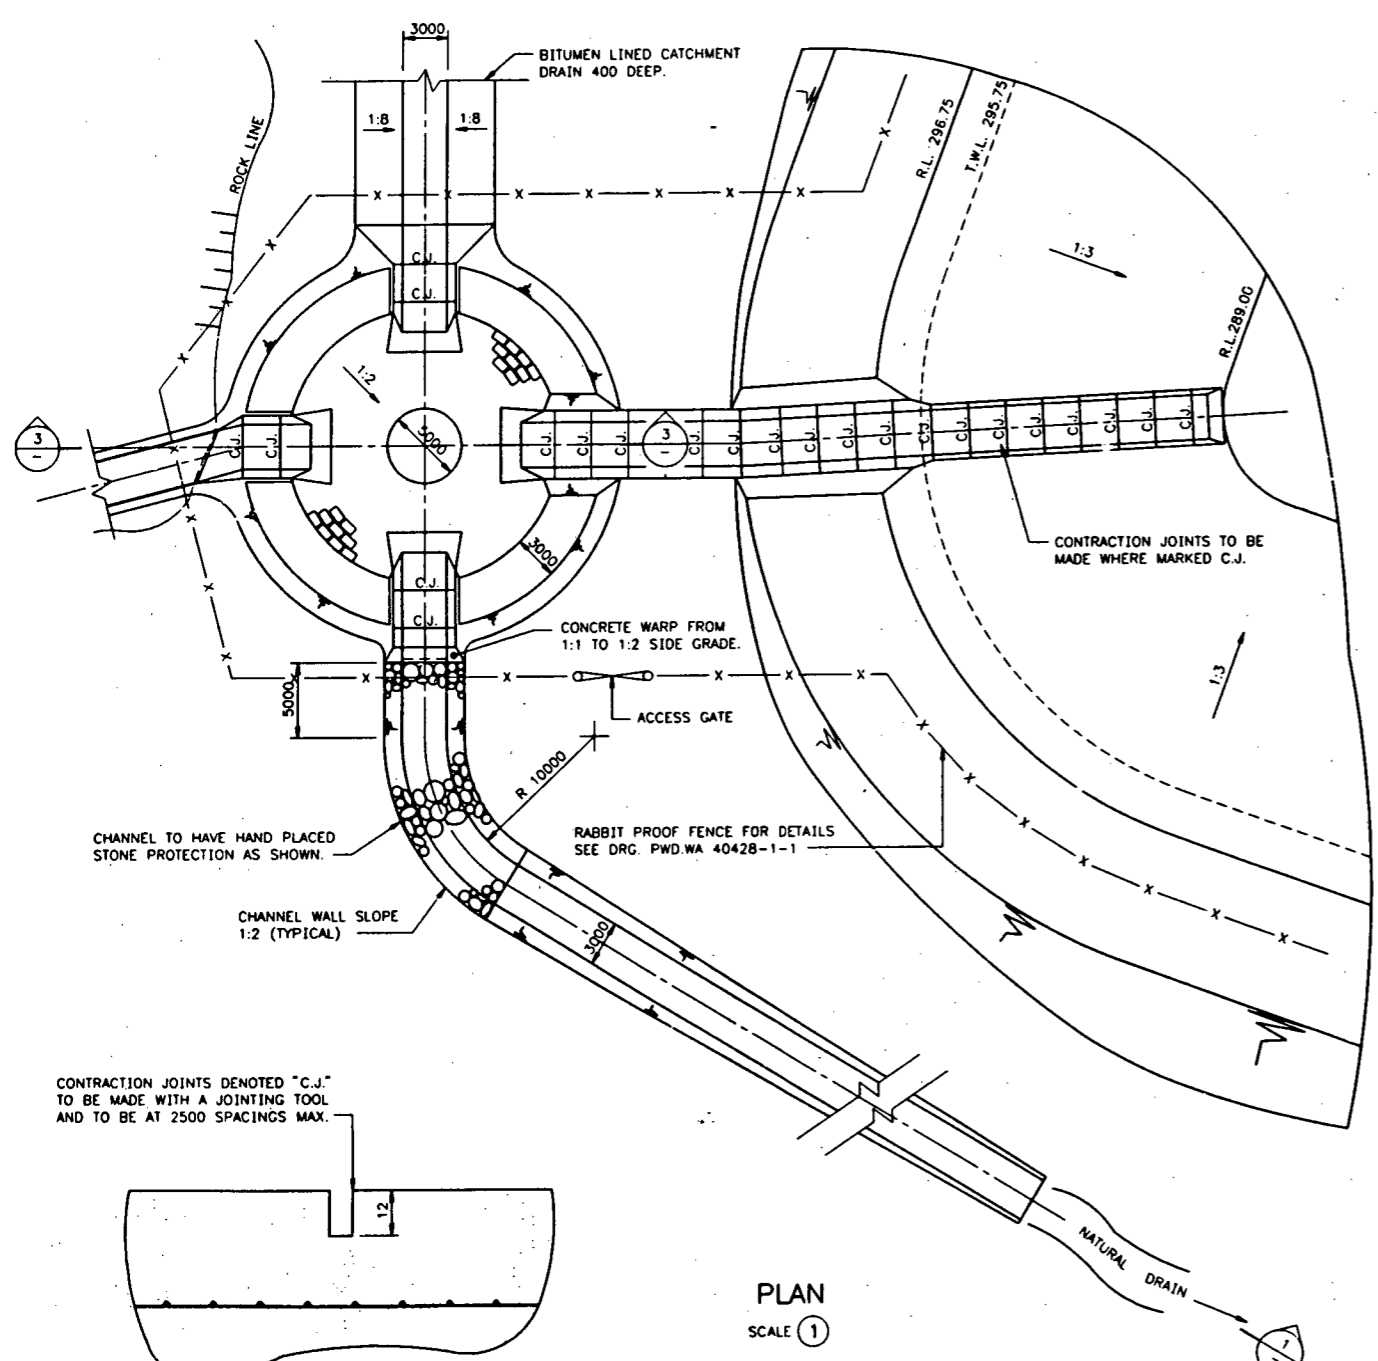 3000
BITUMEN LINED CATCHMENT
DRAIN 400 DEEP.
1:8
1:8
ROCK LINE
R.L. 296.75
T.W.L. 295.75
1:3
R.L.289.00
C.J.
C.J.
1:2
5000
3
-
C.J.
C.J.
C.J.
C.J.
C.J.
3
-
C.J.
C.J.
C.J.
C.J.
C.J.
C.J.
C.J.
C.J.
C.J.
C.J.
C.J.
C.J.
C.J.
CONTRACTION JOINTS TO BE
MADE WHERE MARKED C.J.
3000
C.J.
C.J.
CONCRETE WARP FROM
1:1 TO 1:2 SIDE GRADE.
1:3
5000
ACCESS GATE
R 10000
CHANNEL TO HAVE HAND PLACED
STONE PROTECTION AS SHOWN.
RABBIT PROOF FENCE FOR DETAILS
SEE DRG. PWD.WA 40428-1-1
CHANNEL WALL SLOPE
1:2 (TYPICAL)
3000
CONTRACTION JOINTS DENOTED "C.J."
TO BE MADE WITH A JOINTING TOOL
AND TO BE AT 2500 SPACINGS MAX.
12
NATURAL DRAIN
PLAN
SCALE 1
1